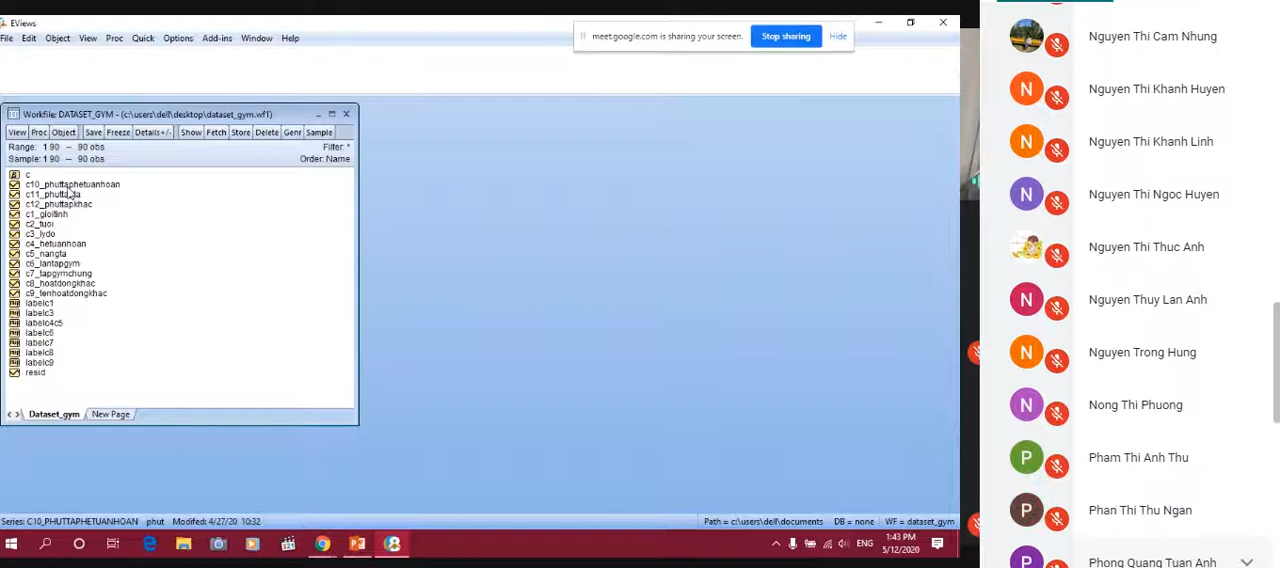 EViews
meet.google.com is sharing your screen.
Stop sharing
Hide
File Edit Object View Proc Quick Options Add-ins Window Help
Workfile: DATASET_GYM - (c:\users\dell\desktop\dataset_gym.wf1)
View Proc Object Save Freeze Details+/- Show Fetch Store Delete Genr Sample
Range: 1 90 — 90 obs
Filter: *
Sample: 1 90 — 90 obs
Order: Name
c
c10_phuttaphetuanhoan
c11_phuttapta
c12_phuttapkhac
c1_gioitinh
c2_tuoi
c3_lydo
c4_hetuanhoan
c5_nangta
c6_lantapgym
c7_tapgymchung
c8_hoatdongkhac
c9_tenhoatdongkhac
labelc1
labelc3
labelc4c5
labelc6
labelc7
labelc8
labelc9
resid
Dataset_gym New Page
Series: C10_PHUTTAPHETUANHOAN phut Modifed: 4/27/20 10:32
Path = c:\users\dell\documents DB = none WF = dataset_gym
ENG
1:43 PM
5/12/2020
Nguyen Thi Cam Nhung
N Nguyen Thi Khanh Huyen
N Nguyen Thi Khanh Linh
N Nguyen Thi Ngoc Huyen
Nguyen Thi Thuc Anh
N Nguyen Thuy Lan Anh
N Nguyen Trong Hung
N Nong Thi Phuong
P Pham Thi Anh Thu
P Phan Thi Thu Ngan
P Phong Quang Tuan Anh